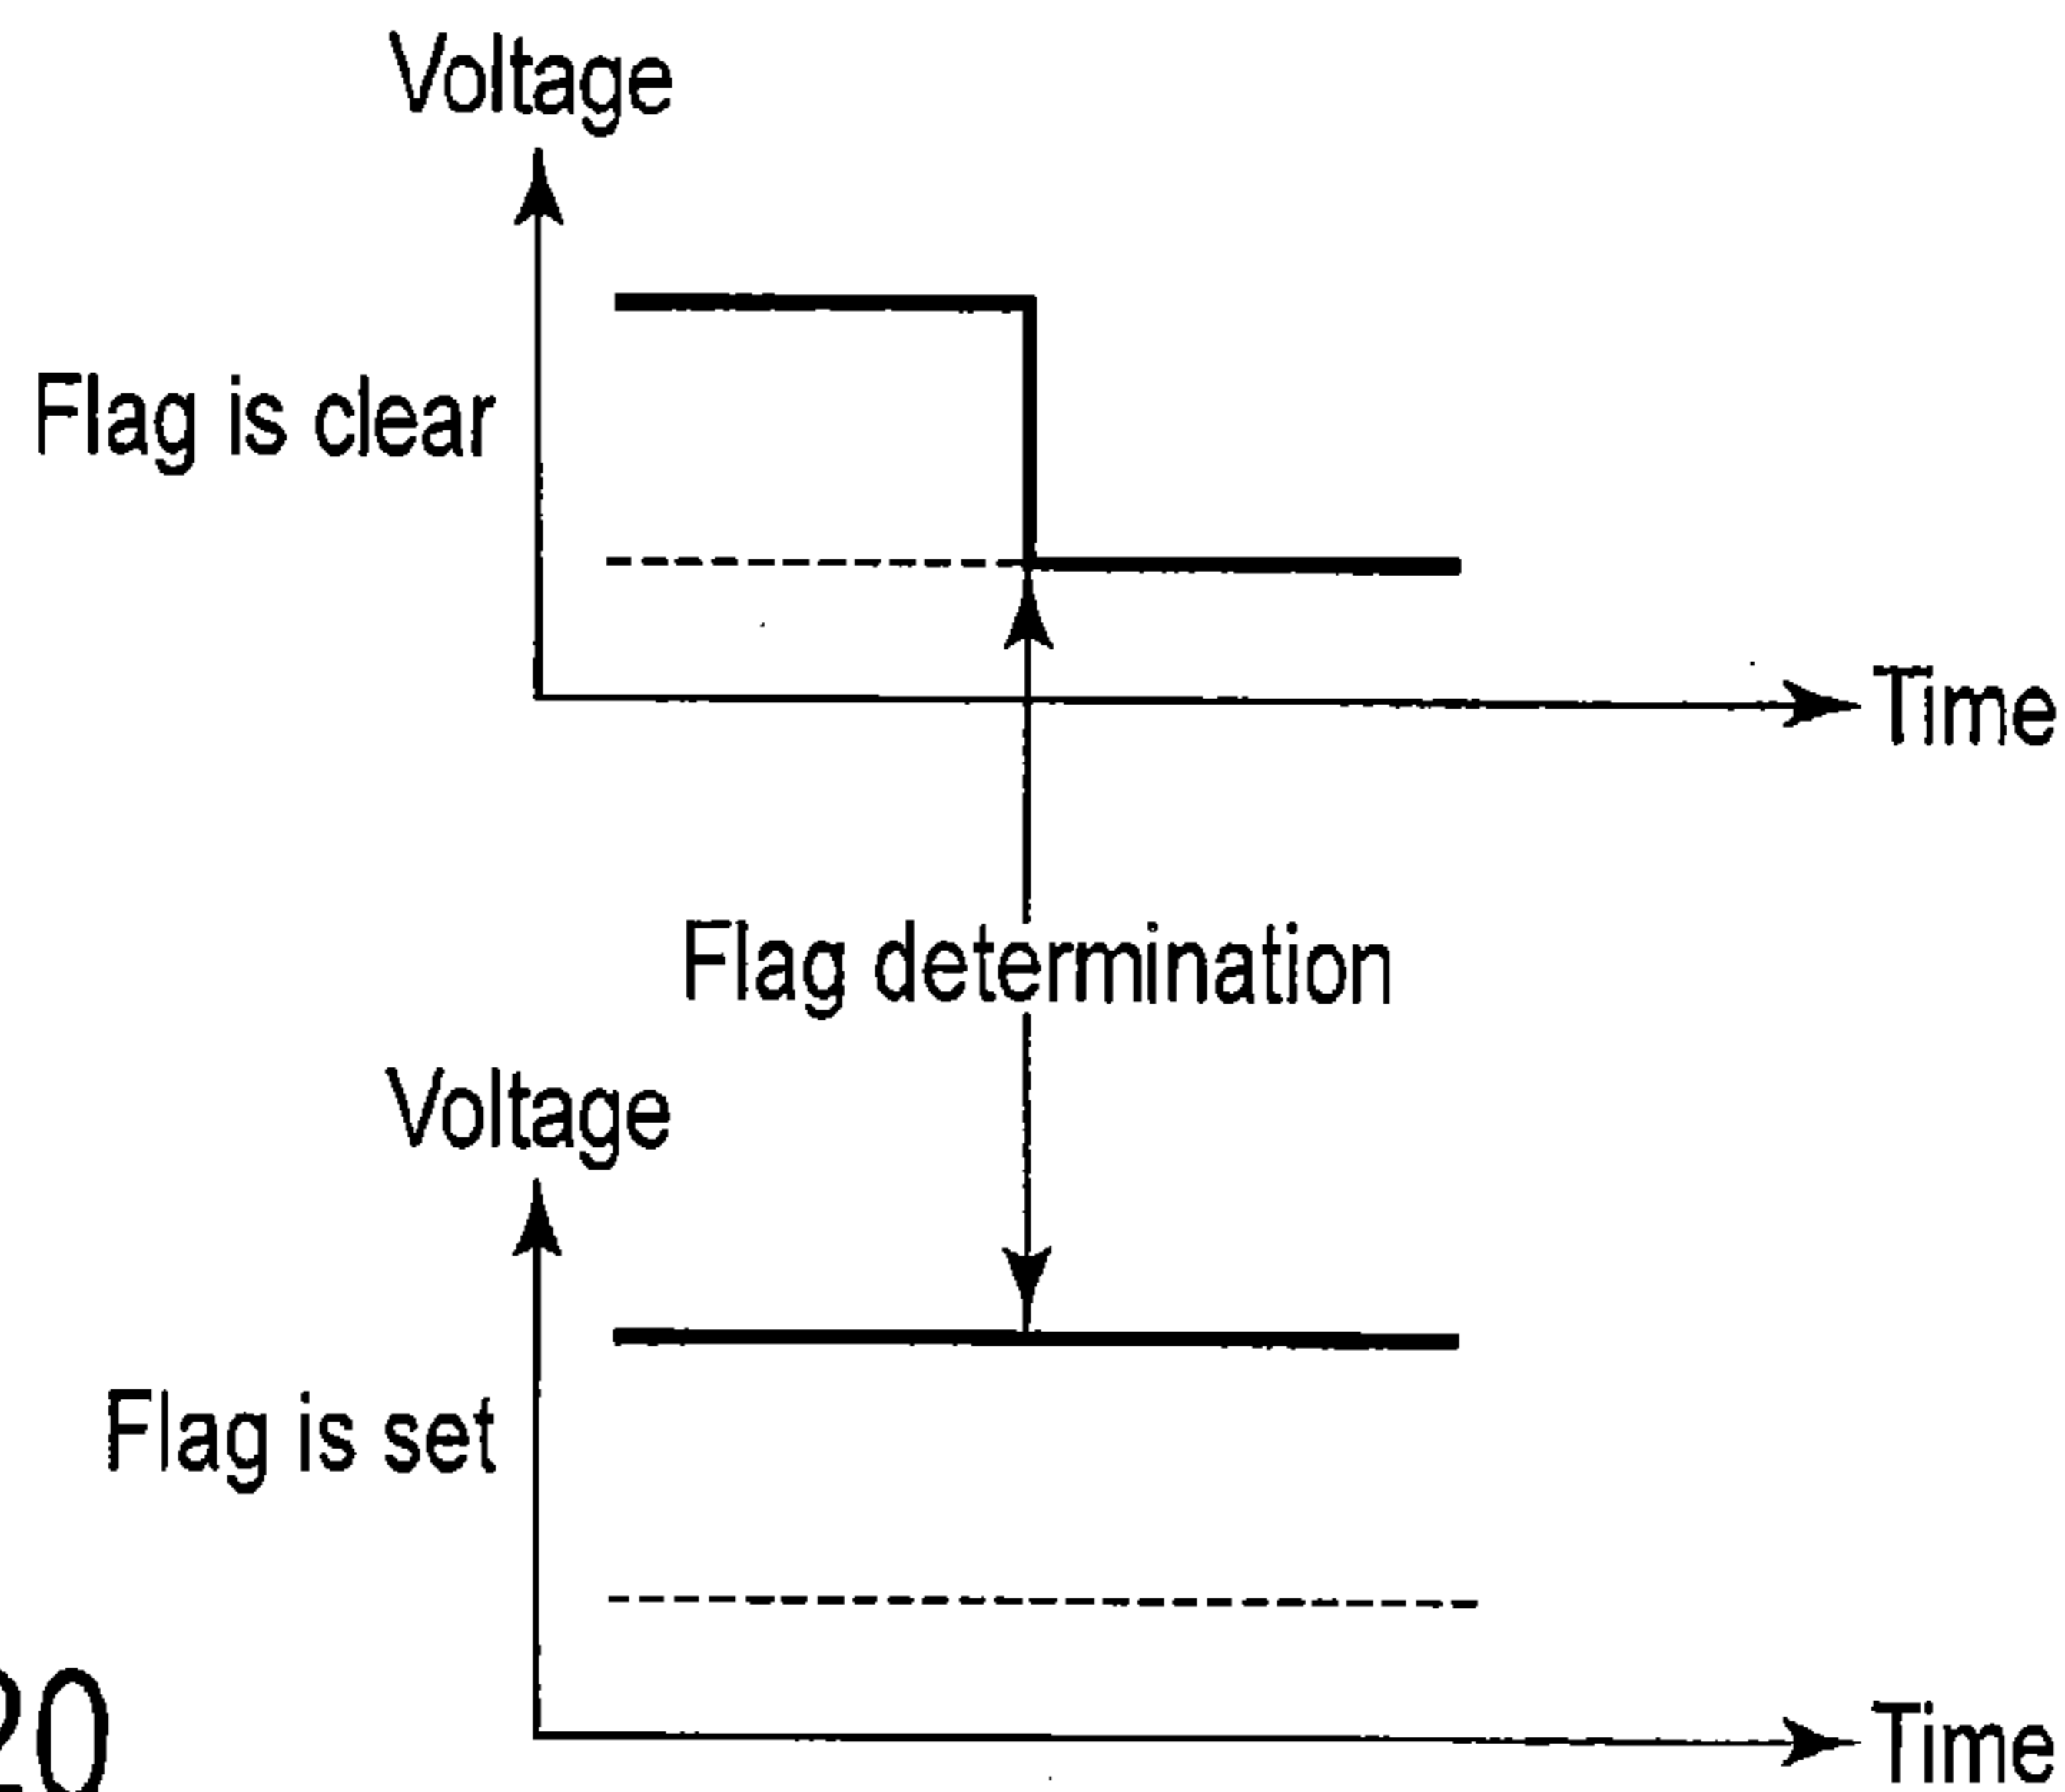 Voltage
Flag is clear
Time
Flag determination
Voltage
Flag is set
Time
20